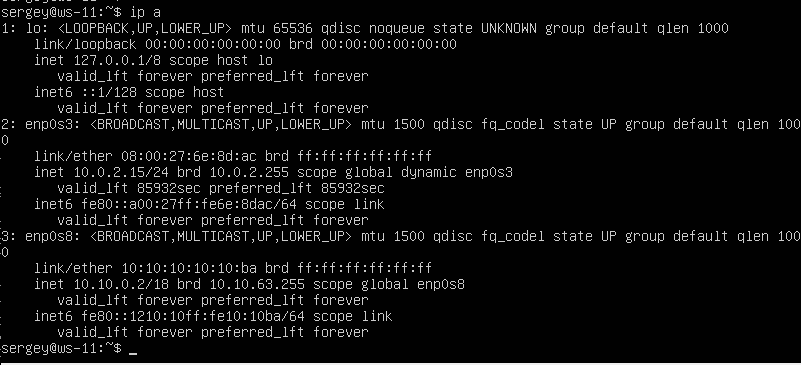 sergey@ws-11:~$ ip a
1: lo: <LOOPBACK,UP,LOWER_UP> mtu 65536 qdisc noqueue state UNKNOWN group default qlen 1000
    link/loopback 00:00:00:00:00:00 brd 00:00:00:00:00:00
    inet 127.0.0.1/8 scope host lo
       valid_lft forever preferred_lft forever
    inet6 ::1/128 scope host
       valid_lft forever preferred_lft forever
2: enp0s3: <BROADCAST,MULTICAST,UP,LOWER_UP> mtu 1500 qdisc fq_codel state UP group default qlen 100
0
    link/ether 08:00:27:6e:8d:ac brd ff:ff:ff:ff:ff:ff
    inet 10.0.2.15/24 brd 10.0.2.255 scope global dynamic enp0s3
       valid_lft 85932sec preferred_lft 85932sec
    inet6 fe80::a00:27ff:fe6e:8dac/64 scope link
       valid_lft forever preferred_lft forever
3: enp0s8: <BROADCAST,MULTICAST,UP,LOWER_UP> mtu 1500 qdisc fq_codel state UP group default qlen 100
0
    link/ether 10:10:10:10:10:ba brd ff:ff:ff:ff:ff:ff
    inet 10.10.0.2/18 brd 10.10.63.255 scope global enp0s8
       valid_lft forever preferred_lft forever
    inet6 fe80::1210:10ff:fe10:10ba/64 scope link
       valid_lft forever preferred_lft forever
sergey@ws-11:~$ _